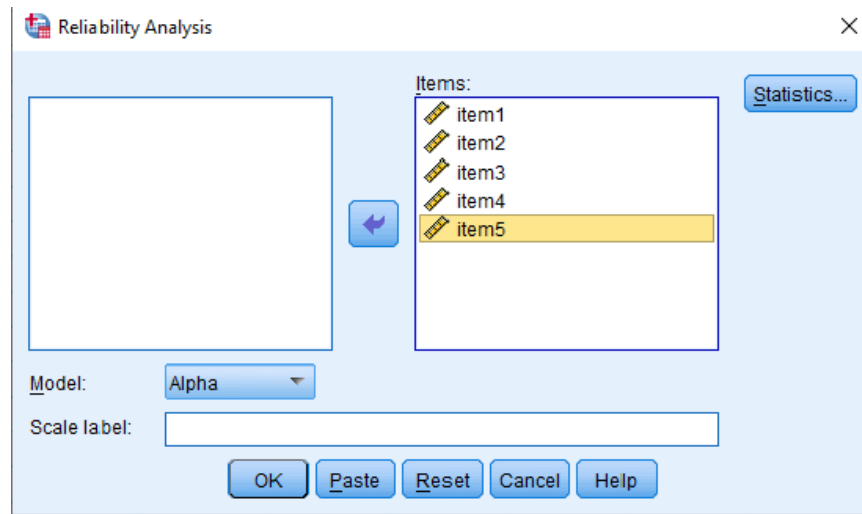 Reliability Analysis
Items:
Statistics...
item1
item2
item3
item4
item5
Model: Alpha
Scale label:
OK Paste Reset Cancel Help